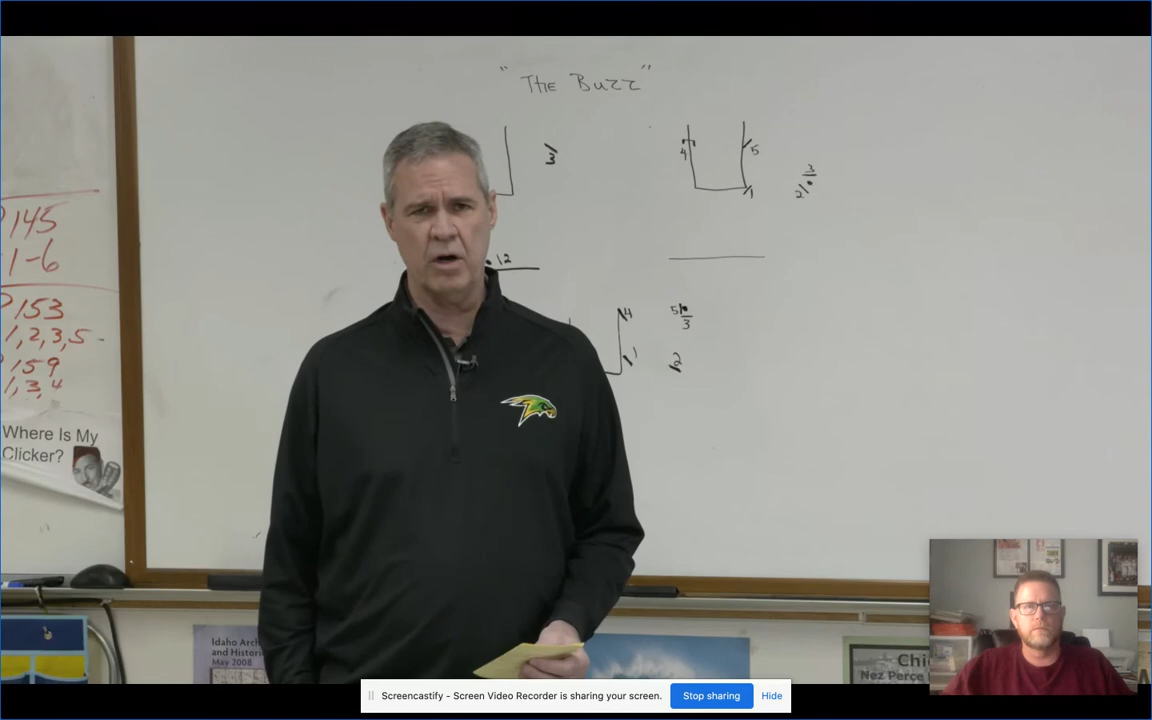 "The Buzz"
145
1-6
153
1,2,3,5 -
159
1,3,4
Where Is My
Clicker?
3
12
4
5
1
3
2
4
1
5
3
2
Idaho Arch
and Histori
May 2008
Chi
Nez Perce
Screencastify - Screen Video Recorder is sharing your screen.
Stop sharing
Hide